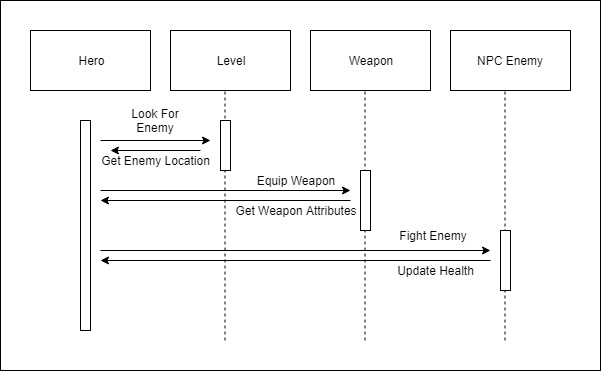 Hero
Level
Weapon
NPC Enemy
Look For
Enemy
Get Enemy Location
Equip Weapon
Get Weapon Attributes
Fight Enemy
Update Health